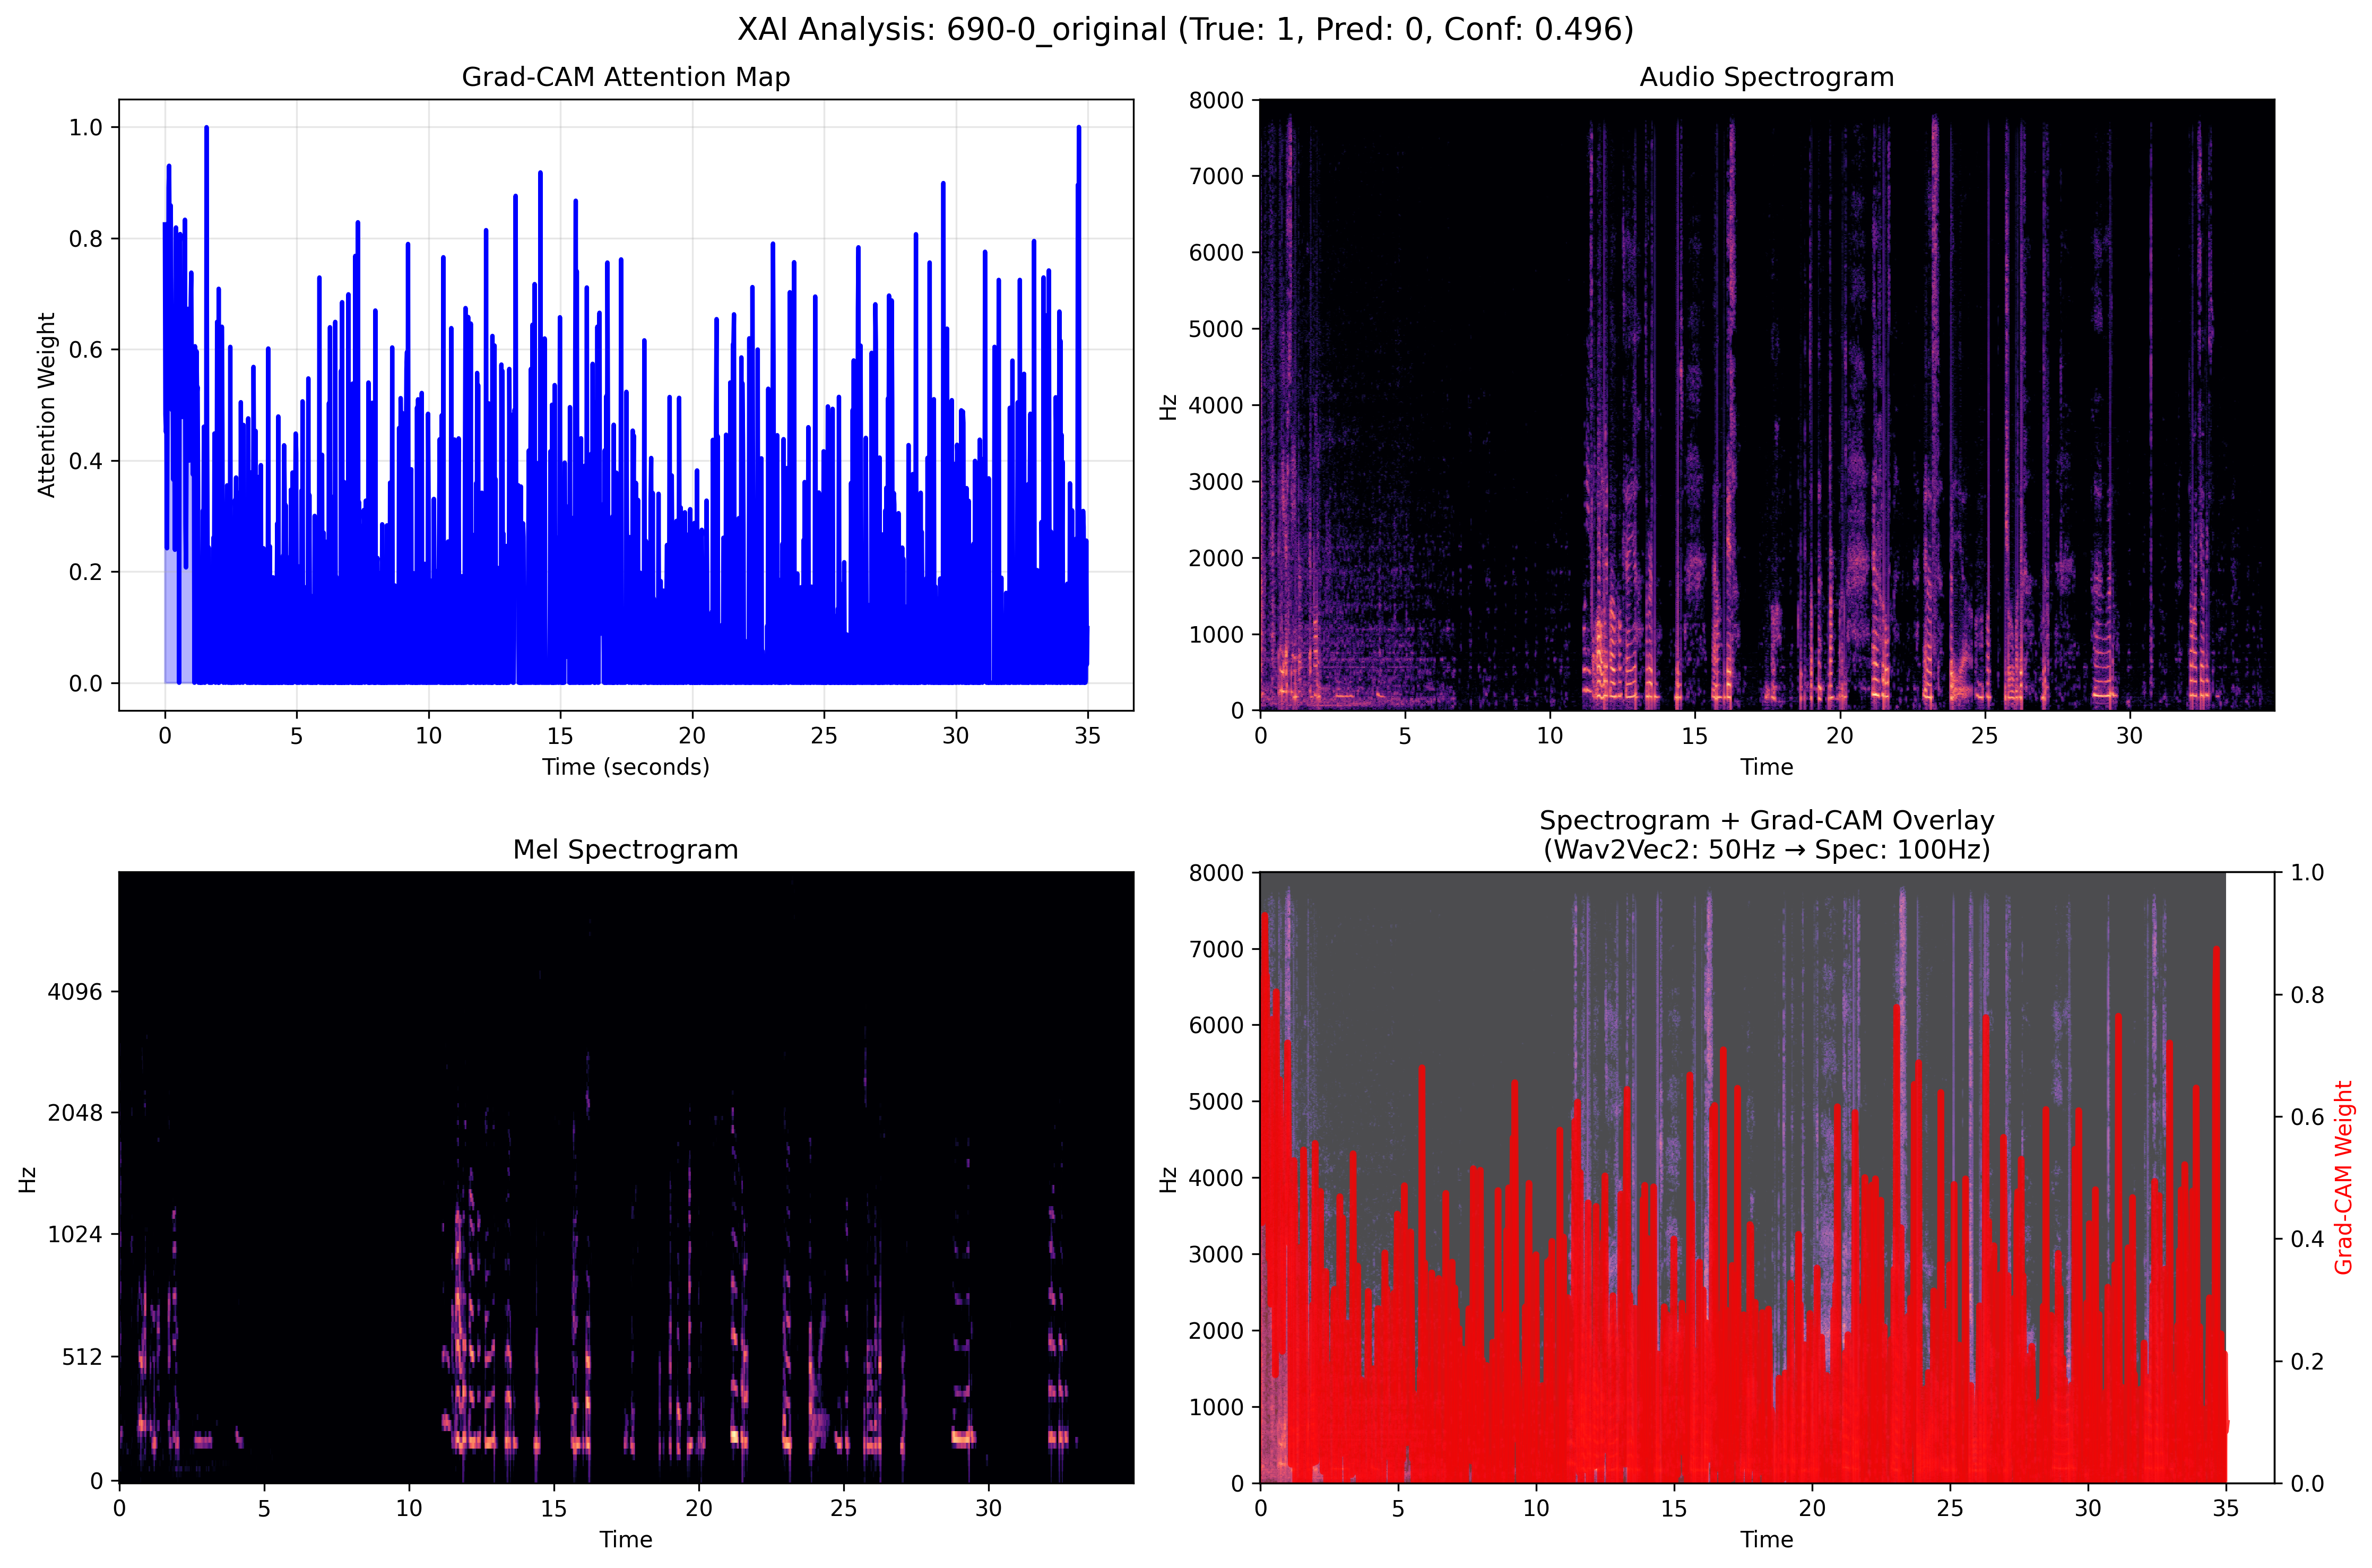 XAI Analysis: 690-0_original (True: 1, Pred: 0, Conf: 0.496)
Grad-CAM Attention Map
1.0
0.8
0.6
0.4
0.2
0.0
Attention Weight
0 5 10 15 20 25 30 35
Time (seconds)
Audio Spectrogram
8000
7000
6000
5000
4000
3000
2000
1000
0
Hz
0 5 10 15 20 25 30
Time
Mel Spectrogram
4096
2048
1024
512
0
Hz
0 5 10 15 20 25 30
Time
Spectrogram + Grad-CAM Overlay
(Wav2Vec2: 50Hz → Spec: 100Hz)
8000
7000
6000
5000
4000
3000
2000
1000
0
Hz
0 5 10 15 20 25 30 35
Time
1.0
0.8
0.6
0.4
0.2
0.0
Grad-CAM Weight